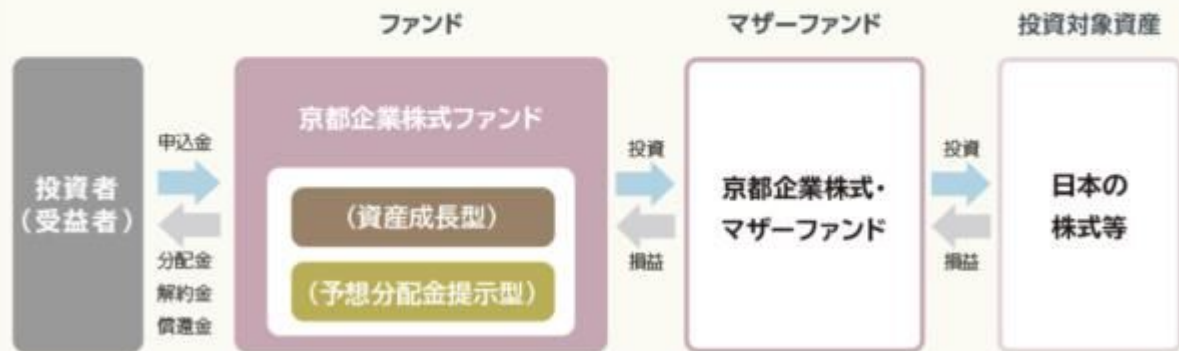 ファンド
マザーファンド
投資対象資産
投資者
(受益者)
申込金
分配金
解約金
償還金
京都企業株式ファンド
(資産成長型)
(予想分配金提示型)
投資
損益
京都企業株式・
マザーファンド
投資
損益
日本の
株式等